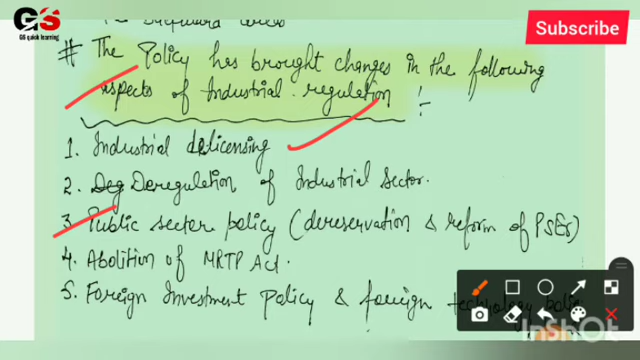 GS
GS quick learning
Subscribe
# The Policy has brought changes in the following
aspects of Industrial regulation :-
1. Industrial delicensing
2. Deregulation of Industrial Sector.
3. Public sector policy (dereservation & reform of PSEs)
4. Abolition of MRTP Act.
5. Foreign Investment Policy & foreign technology
InShOt